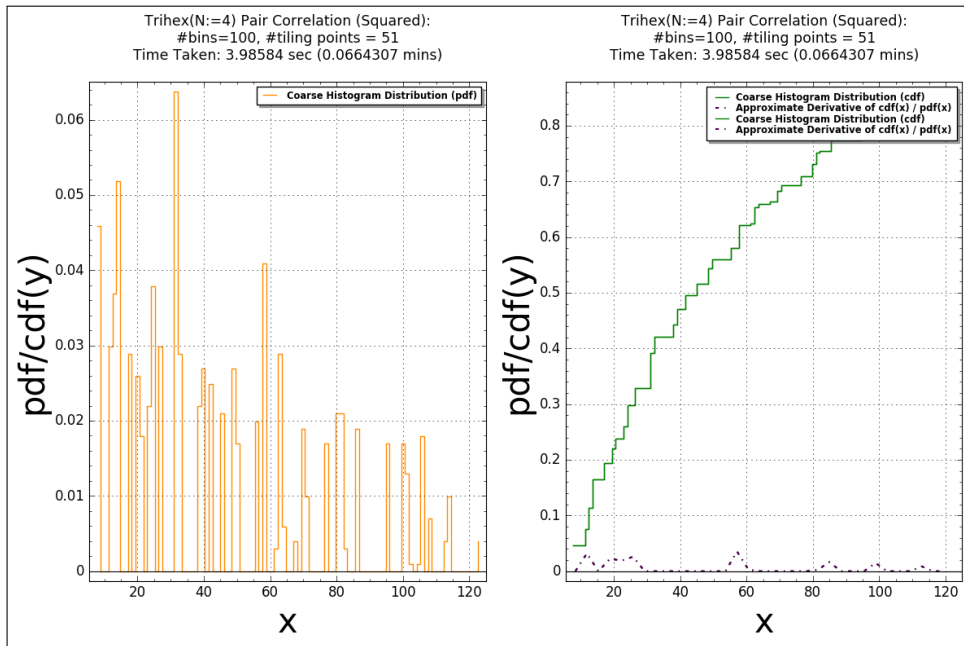 Trihex(N:=4) Pair Correlation (Squared):
#bins=100, #tiling points = 51
Time Taken: 3.98584 sec (0.0664307 mins)
Coarse Histogram Distribution (pdf)
0.06
0.05
0.04
0.03
0.02
0.01
0
pdf/cdf(y)
20
40
60
80
100
120
x
Trihex(N:=4) Pair Correlation (Squared):
#bins=100, #tiling points = 51
Time Taken: 3.98584 sec (0.0664307 mins)
Coarse Histogram Distribution (cdf)
Approximate Derivative of cdf(x) / pdf(x)
Coarse Histogram Distribution (cdf)
Approximate Derivative of cdf(x) / pdf(x)
0.8
0.7
0.6
0.5
0.4
0.3
0.2
0.1
0
pdf/cdf(y)
20
40
60
80
100
120
x